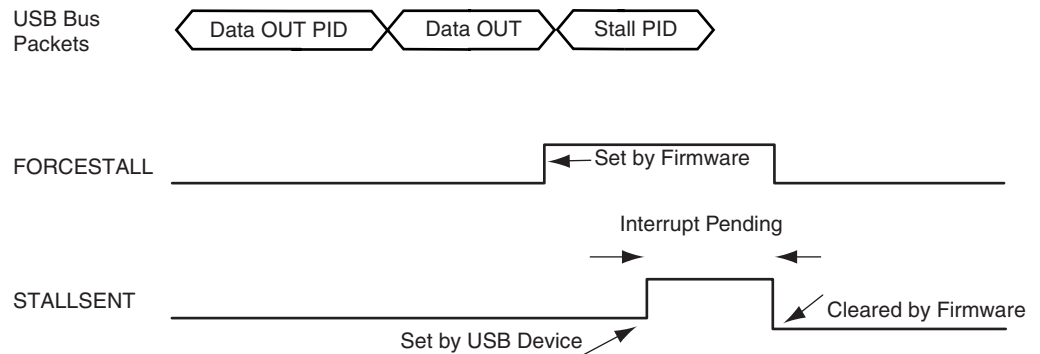 USB Bus
Packets
Data OUT PID
Data OUT
Stall PID
FORCESTALL
Set by Firmware
Interrupt Pending
STALLSENT
Cleared by Firmware
Set by USB Device